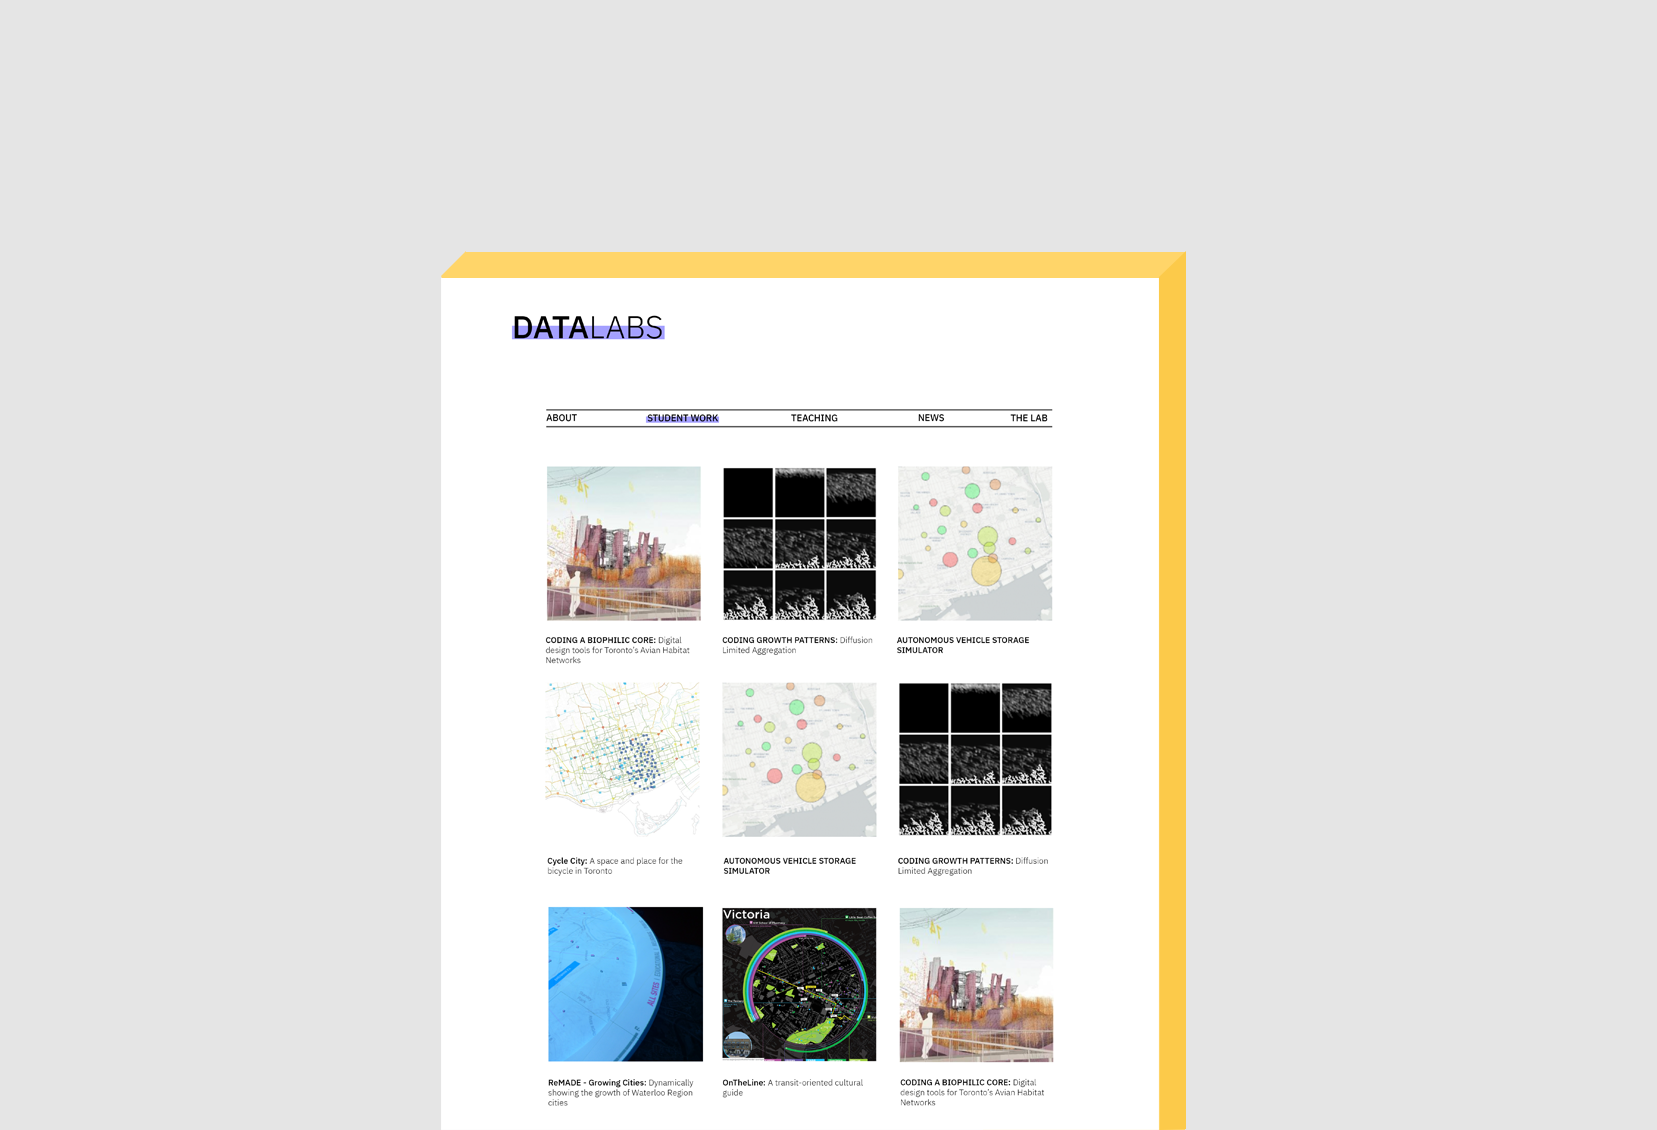 DATALABS
ABOUT STUDENT WORK TEACHING NEWS THE LAB
CODING A BIOPHILIC CORE: Digital
design tools for Toronto's Avian Habitat
Networks
CODING GROWTH PATTERNS: Diffusion
Limited Aggregation
AUTONOMOUS VEHICLE STORAGE
SIMULATOR
Cycle City: A space and place for the
bicycle in Toronto
AUTONOMOUS VEHICLE STORAGE
SIMULATOR
CODING GROWTH PATTERNS: Diffusion
Limited Aggregation
ALL SITES
Victoria
ReMADE - Growing Cities: Dynamically
showing the growth of Waterloo Region
cities
OnTheLine: A transit-oriented cultural
guide
CODING A BIOPHILIC CORE: Digital
design tools for Toronto's Avian Habitat
Networks